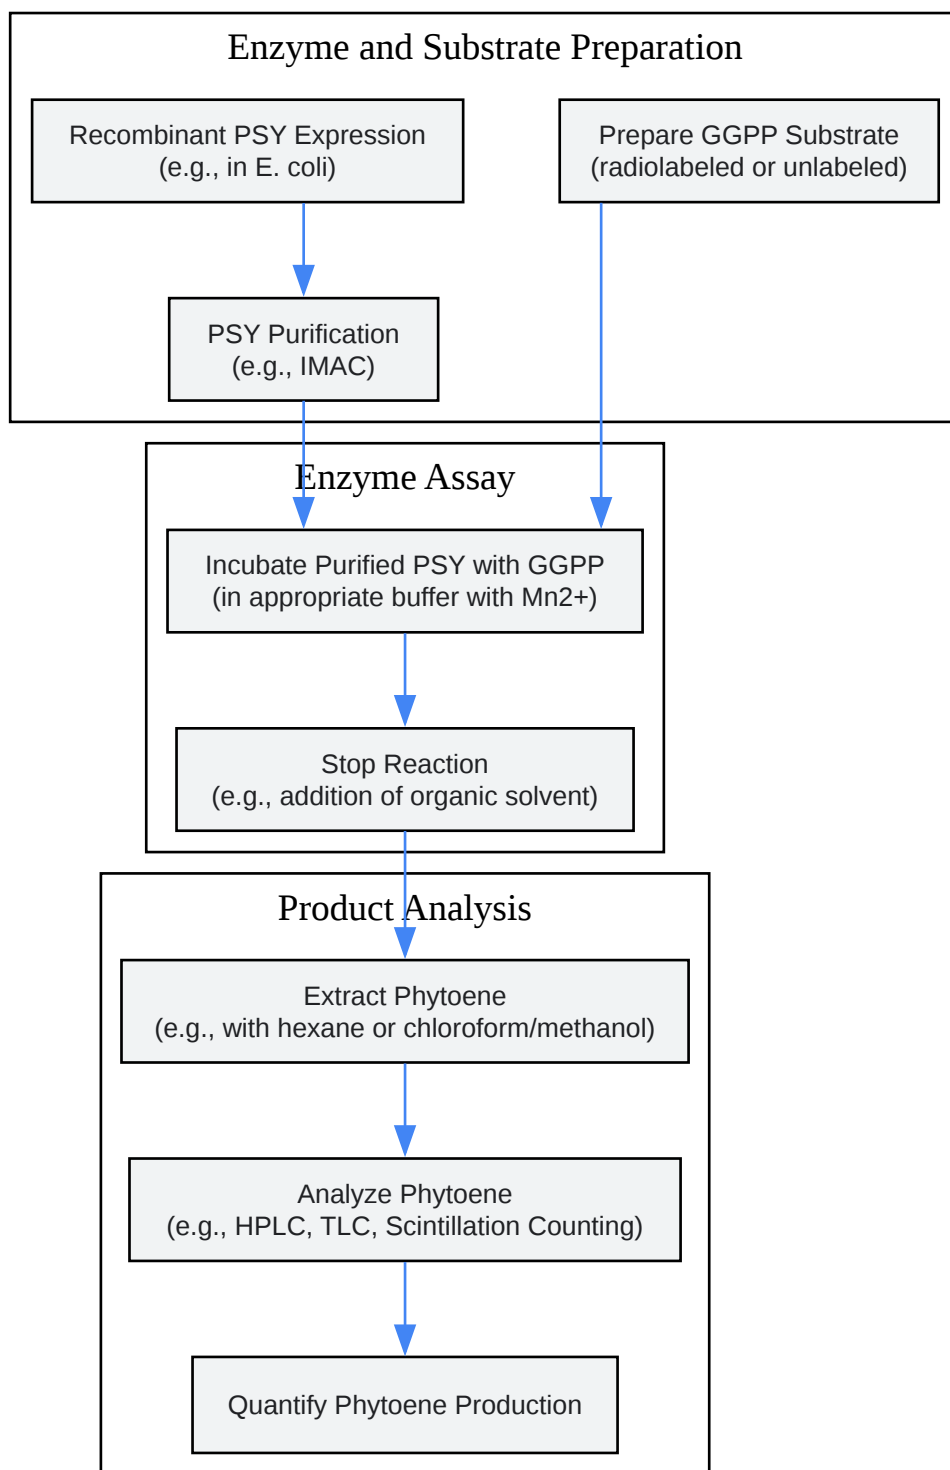 Enzyme and Substrate Preparation
Recombinant PSY Expression
(e.g., in E. coli)
Prepare GGPP Substrate
(radiolabeled or unlabeled)
PSY Purification
(e.g., IMAC)
Enzyme Assay
Incubate Purified PSY with GGPP
(in appropriate buffer with Mn2+)
Stop Reaction
(e.g., addition of organic solvent)
Product Analysis
Extract Phytoene
(e.g., with hexane or chloroform/methanol)
Analyze Phytoene
(e.g., HPLC, TLC, Scintillation Counting)
Quantify Phytoene Production